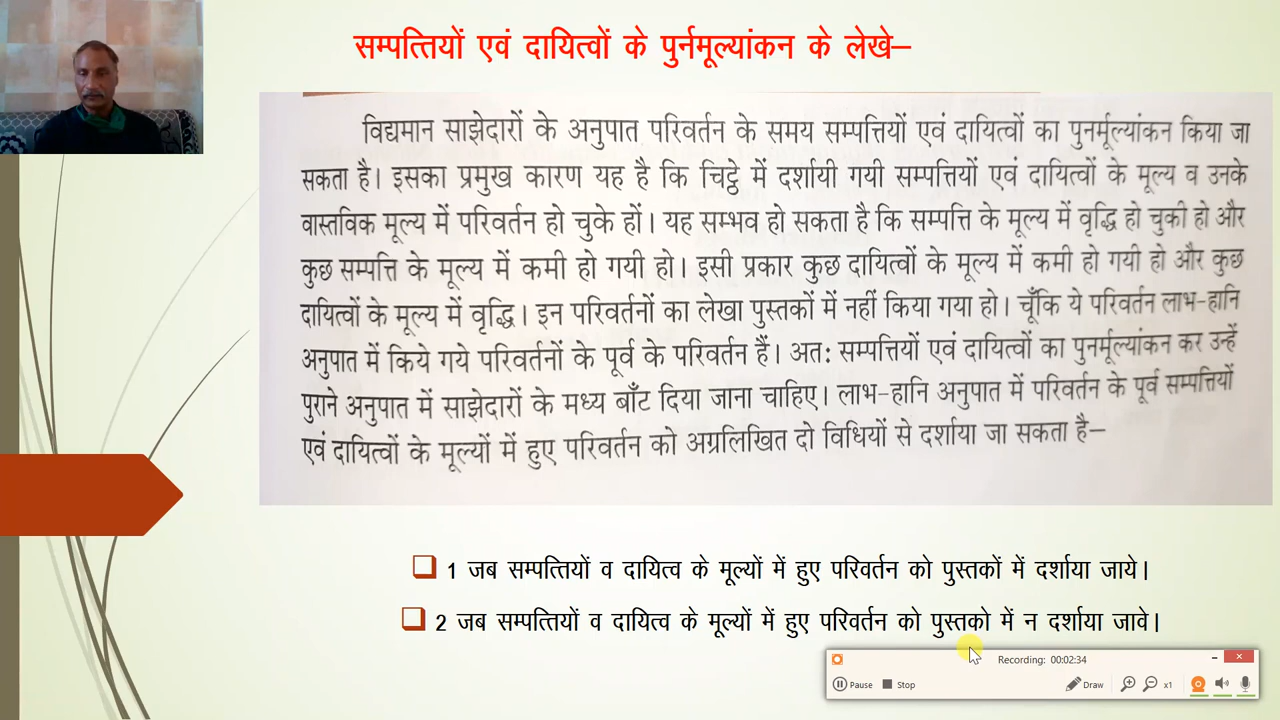 सम्पत्तियों एवं दायित्वों के पुर्नमूल्यांकन के लेखे–
विद्यमान साझेदारों के अनुपात परिवर्तन के समय सम्पत्तियों एवं दायित्वों का पुनर्मूल्यांकन किया जा
सकता है। इसका प्रमुख कारण यह है कि चिट्ठे में दर्शायी गयी सम्पत्तियों एवं दायित्वों के मूल्य व उनके
वास्तविक मूल्य में परिवर्तन हो चुके हों। यह सम्भव हो सकता है कि सम्पत्ति के मूल्य में वृद्धि हो चुकी हो और
कुछ सम्पत्ति के मूल्य में कमी हो गयी हो। इसी प्रकार कुछ दायित्वों के मूल्य में कमी हो गयी हो और कुछ
दायित्वों के मूल्य में वृद्धि। इन परिवर्तनों का लेखा पुस्तकों में नहीं किया गया हो। चूँकि ये परिवर्तन लाभ-हानि
अनुपात में किये गये परिवर्तनों के पूर्व के परिवर्तन हैं। अतः सम्पत्तियों एवं दायित्वों का पुनर्मूल्यांकन कर उन्हें
पुराने अनुपात में साझेदारों के मध्य बाँट दिया जाना चाहिए। लाभ-हानि अनुपात में परिवर्तन के पूर्व सम्पत्तियों
एवं दायित्वों के मूल्यों में हुए परिवर्तन को अग्रलिखित दो विधियों से दर्शाया जा सकता है–
1 जब सम्पत्तियों व दायित्व के मूल्यों में हुए परिवर्तन को पुस्तकों में दर्शाया जाये।
2 जब सम्पत्तियों व दायित्व के मूल्यों में हुए परिवर्तन को पुस्तको में न दर्शाया जावे।
Recording: 00:02:34
Pause Stop Draw x1